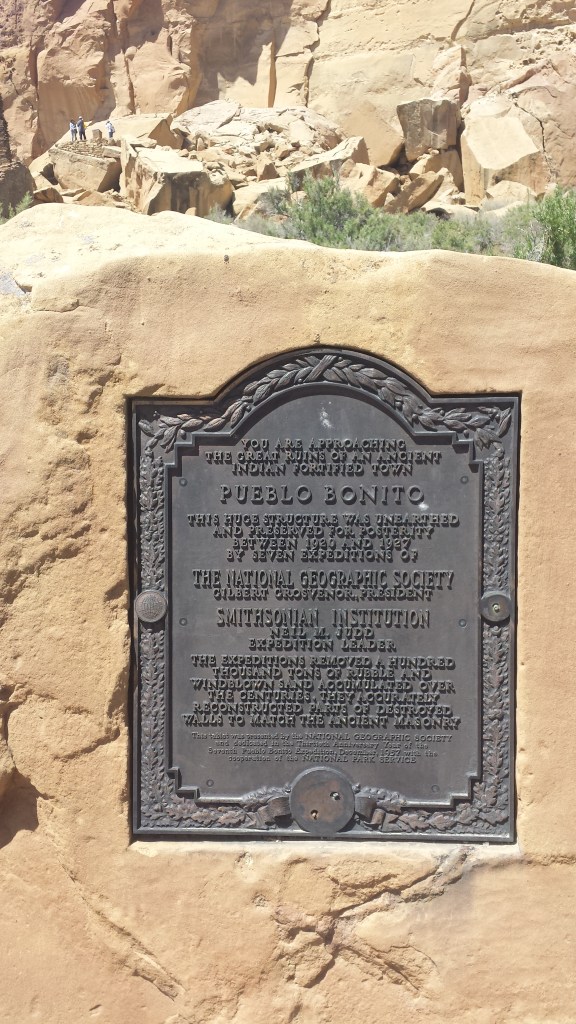 YOU ARE APPROACHING
THE GREAT RUINS OF AN ANCIENT
INDIAN FORTIFIED TOWN
PUEBLO BONITO
THIS HUGE STRUCTURE WAS UNEARTHED
AND PRESERVED FOR POSTERITY
BETWEEN 1920 AND 1927
BY SEVEN EXPEDITIONS OF
THE NATIONAL GEOGRAPHIC SOCIETY
GILBERT GROSVENOR, PRESIDENT
SMITHSONIAN INSTITUTION
NEIL M. JUDD
EXPEDITION LEADER
THE EXPEDITIONS REMOVED A HUNDRED
THOUSAND TONS OF RUBBLE AND
WINDBLOWN SAND ACCUMULATED OVER
THE CENTURIES. THEY ACCURATELY
RECONSTRUCTED PARTS OF DESTROYED
WALLS TO MATCH THE ANCIENT MASONRY
This tablet was presented by the NATIONAL GEOGRAPHIC SOCIETY
and dedicated in the Thirtieth Anniversary Year of the
Seventh Pueblo Bonito Expedition, December, 1957 with the
cooperation of the NATIONAL PARK SERVICE